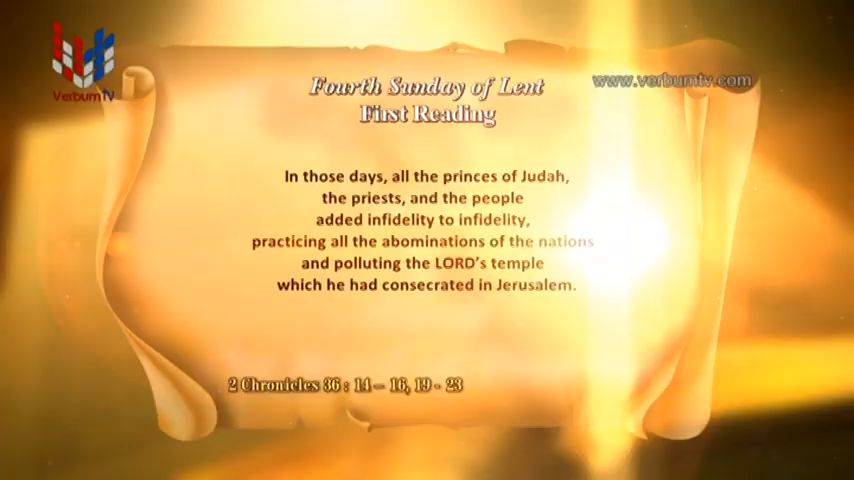 VerbumTV
www.verbumtv.com
Fourth Sunday of Lent
First Reading
In those days, all the princes of Judah,
the priests, and the people
added infidelity to infidelity,
practicing all the abominations of the nations
and polluting the LORD's temple
which he had consecrated in Jerusalem.
2 Chronicles 36 : 14 – 16, 19 - 23